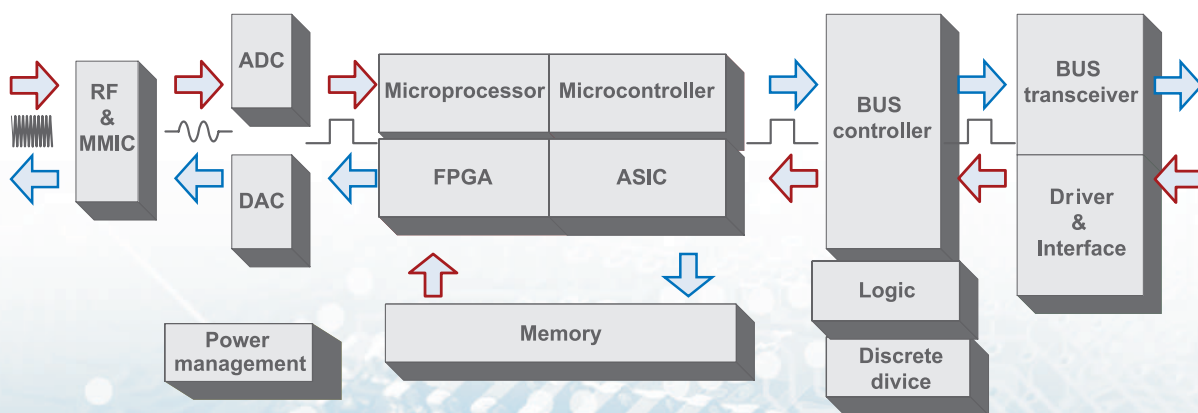 RF
&
MMIC
ADC
DAC
Microprocessor
Microcontroller
FPGA
ASIC
Memory
Power
management
BUS
controller
Logic
Discrete
divice
BUS
transceiver
Driver
&
Interface